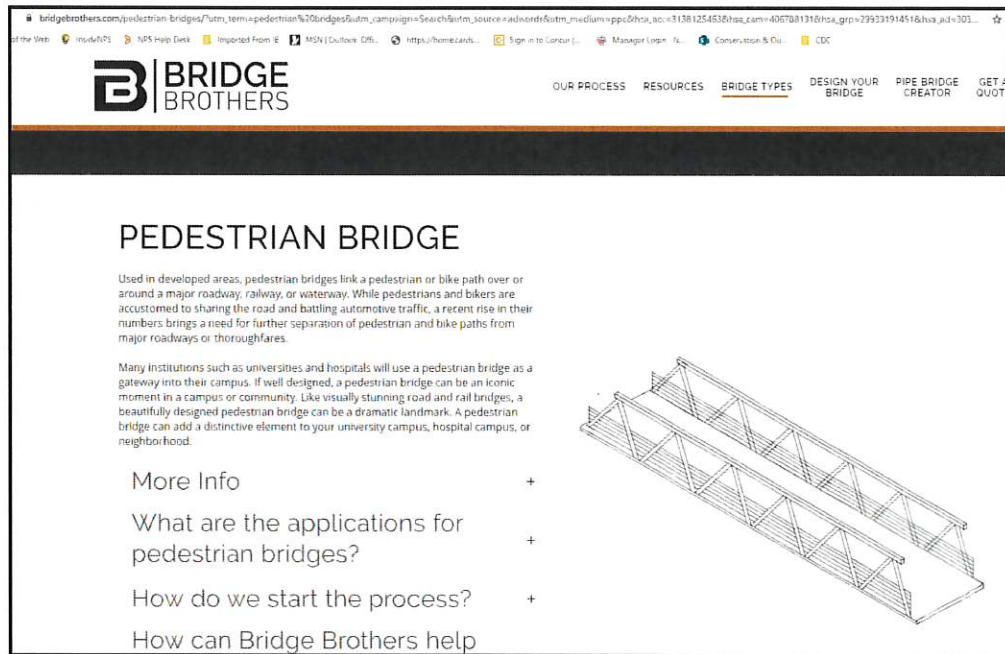 bridgebrothers.com/pedestrian-bridges/?utm_term=pedestrian%20bridges&utm_campaign=Search&utm_source=adwords&utm_medium=ppc&hsa_acc=3138125463&hsa_cam=406788131&hsa_grp=29933191451&hsa_ad=303...
of the Web InsideNPS NPS Help Desk Imported From IE MSN | Outlook, Offi... https://home.cards... Sign in to Concur |... Manager Login - N... Conservation & Ou... CDC
BRIDGE
BROTHERS
OUR PROCESS RESOURCES BRIDGE TYPES DESIGN YOUR BRIDGE PIPE BRIDGE CREATOR GET A QUOT
PEDESTRIAN BRIDGE
Used in developed areas, pedestrian bridges link a pedestrian or bike path over or
around a major roadway, railway, or waterway. While pedestrians and bikers are
accustomed to sharing the road and battling automotive traffic, a recent rise in their
numbers brings a need for further separation of pedestrian and bike paths from
major roadways or thoroughfares.
Many institutions such as universities and hospitals will use a pedestrian bridge as a
gateway into their campus. If well designed, a pedestrian bridge can be an iconic
moment in a campus or community. Like visually stunning road and rail bridges, a
beautifully designed pedestrian bridge can be a dramatic landmark. A pedestrian
bridge can add a distinctive element to your university campus, hospital campus, or
neighborhood.
More Info +
What are the applications for
pedestrian bridges? +
How do we start the process? +
How can Bridge Brothers help